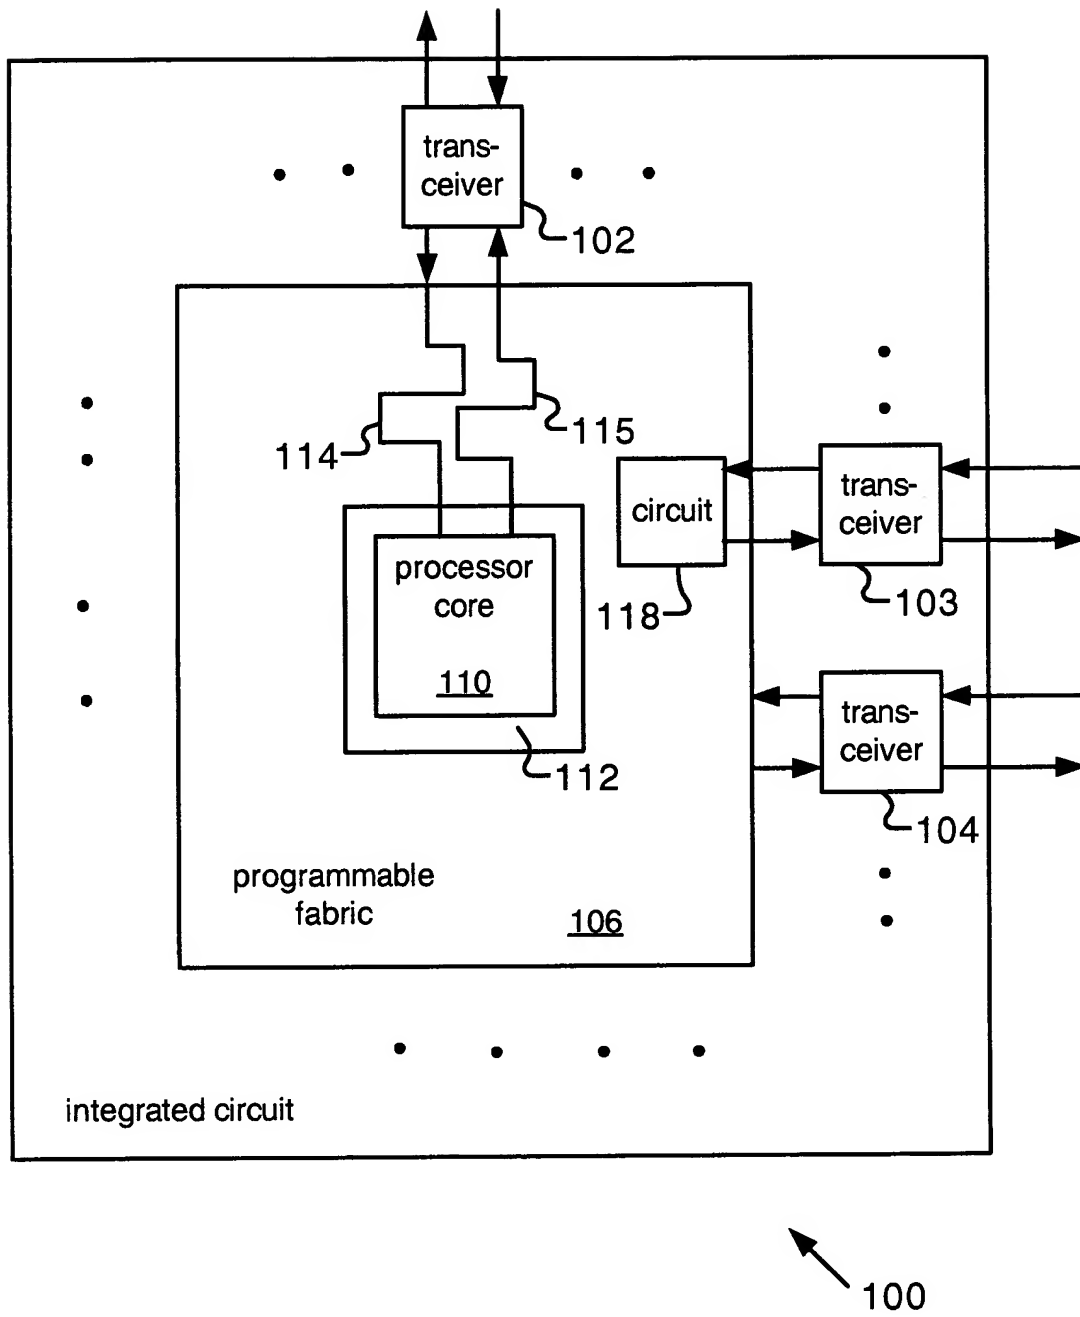 trans-
ceiver
102
114
115
circuit
118
trans-
ceiver
103
processor
core
110
112
trans-
ceiver
104
programmable
fabric
106
integrated circuit
100